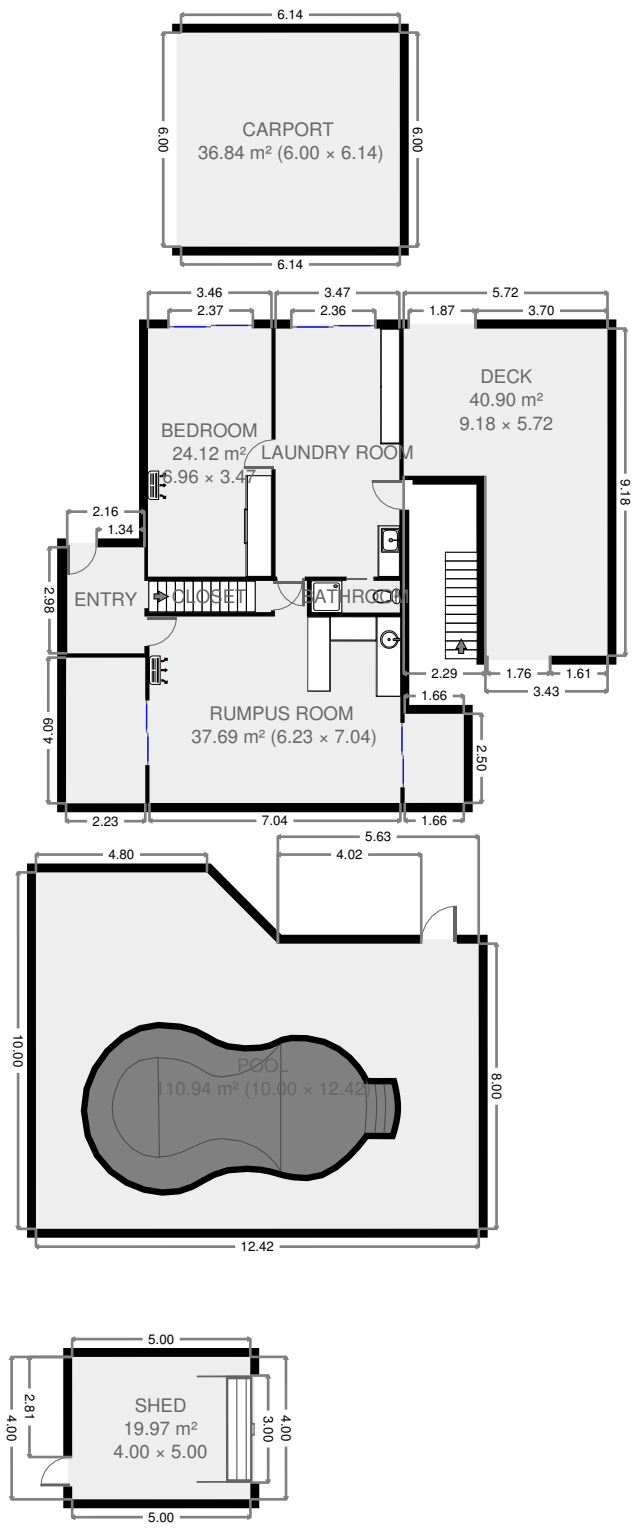 6.14
6.00
6.00
CARPORT
36.84 m² (6.00 × 6.14)
6.14
3.46
3.47
5.72
2.37
2.36
1.87
3.70
DECK
40.90 m²
9.18 × 5.72
BEDROOM
24.12 m²
6.96 × 3.47
LAUNDRY ROOM
9.18
2.16
1.34
2.98
ENTRY
CLOSET
BATHROOM
2.29
1.76
1.61
3.43
1.66
4.09
RUMPUS ROOM
37.69 m² (6.23 × 7.04)
2.50
2.23
7.04
1.66
5.63
4.80
4.02
10.00
POOL
110.94 m² (10.00 × 12.42)
8.00
12.42
5.00
4.00
2.81
SHED
19.97 m²
4.00 × 5.00
3.00
4.00
5.00